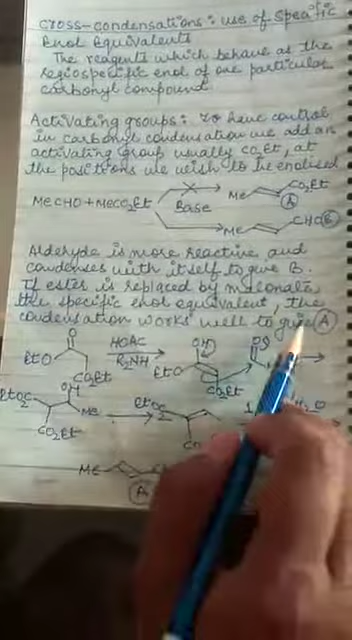 Cross-condensations: use of Specific
Enol Equivalents
The reagents which behave as the
regiospecific enol of one particular
carbonyl compound
Activating groups: To have control
in carbonyl condensation we add an
activating group usually CO2Et, at
the positions we wish to be enolised
MeCHO + MeCO2Et
Base
Me CO2Et
A
Me CHO B
Aldehyde is more reactive and
condenses with itself to give B.
If ester is replaced by malonate,
the specific enol equivalent, the
condensation works well to give A
O
EtO
CO2Et
HOAc
R2NH
OH
EtO
CO2Et
O
EtO2C
OH
Me
CO2Et
EtO2C
1.
H2O
Me
A